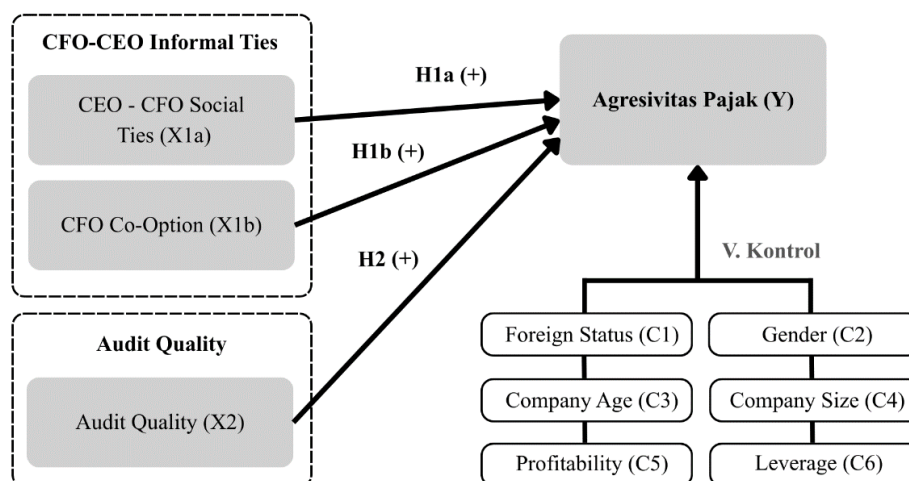 CFO-CEO Informal Ties
CEO - CFO Social
Ties (X1a)
CFO Co-Option (X1b)
Audit Quality
Audit Quality (X2)
H1a (+)
H1b (+)
H2 (+)
Agresivitas Pajak (Y)
V. Kontrol
Foreign Status (C1)
Gender (C2)
Company Age (C3)
Company Size (C4)
Profitability (C5)
Leverage (C6)